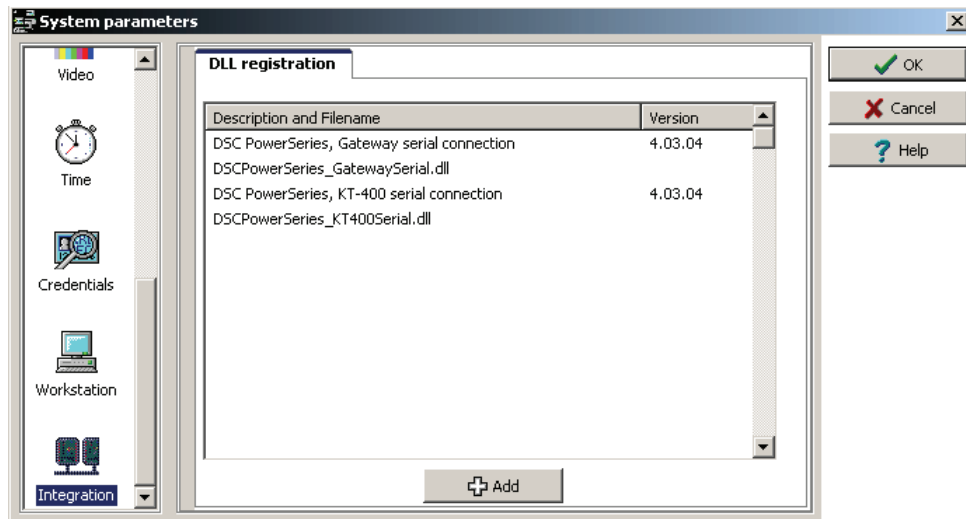 System parameters
Video
Time
Credentials
Workstation
Integration
DLL registration
Description and Filename Version
DSC PowerSeries, Gateway serial connection 4.03.04
DSCPowerSeries_GatewaySerial.dll
DSC PowerSeries, KT-400 serial connection 4.03.04
DSCPowerSeries_KT400Serial.dll
Add
OK
Cancel
Help